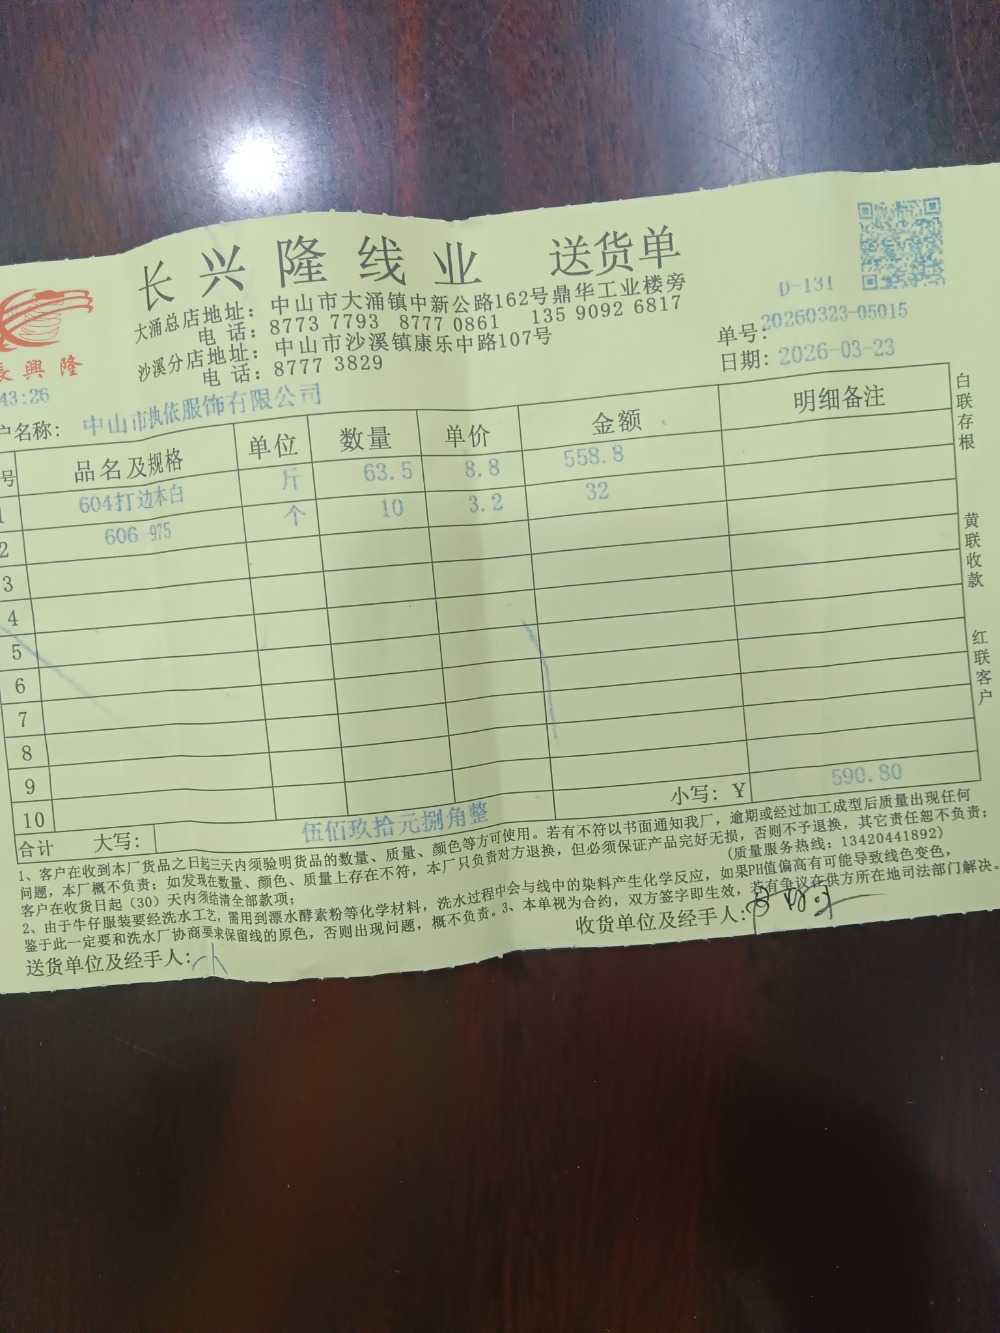 长兴隆线业 送货单
大涌总店地址：中山市大涌镇中新公路162号鼎华工业楼旁
电 话：8773 7793 8777 0861 135 9092 6817
沙溪分店地址：中山市沙溪镇康乐中路107号
电 话：8777 3829
長興隆
D-131
单号：20260323-05015
日期：2026-03-23
43:26
户名称：中山市执依服饰有限公司
号 品名及规格 单位 数量 单价 金额 明细备注
1 604打边本白 斤 63.5 8.8 558.8
2 606-975 个 10 3.2 32
3
4
5
6
7
8
9
10
合计 大写：伍佰玖拾元捌角整 小写：Y 590.80
白联存根
黄联收款
红联客户
1、客户在收到本厂货品之日起三天内须验明货品的数量、质量、颜色等方可使用。若有不符以书面通知我厂，逾期或经过加工成型后质量出现任何
问题，本厂概不负责；如发现在数量、颜色、质量上存在不符，本厂只负责对方退换，但必须保证产品完好无损，否则不予退换，其它责任恕不负责；
客户在收货日起（30）天内须结清全部款项；（质量服务热线：13420441892）
2、由于牛仔服装要经洗水工艺，需用到漂水酵素粉等化学材料，洗水过程中会与线中的染料产生化学反应，如果PH值偏高有可能导致线色变色，
鉴于此一定要和洗水厂协商要求保留线的原色，否则出现问题，概不负责。3、本单视为合约，双方签字即生效，若有争议在供方所在地司法部门解决。
送货单位及经手人：
收货单位及经手人：